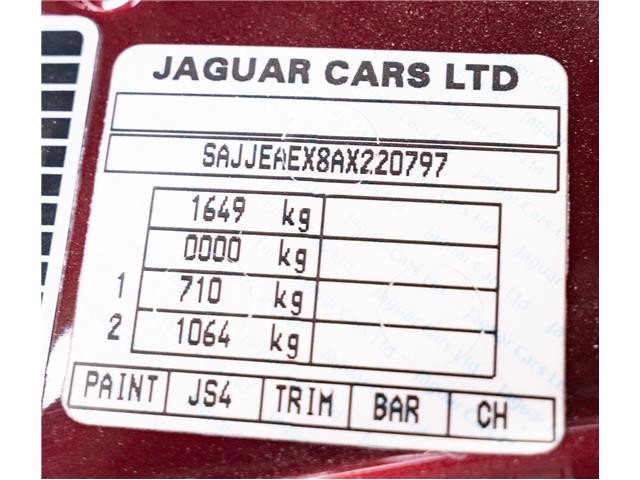 JAGUAR CARS LTD
SAJJEAEX8AX220797
1649 kg
0000 kg
1 710 kg
2 1064 kg
PAINT JS4 TRIM BAR CH